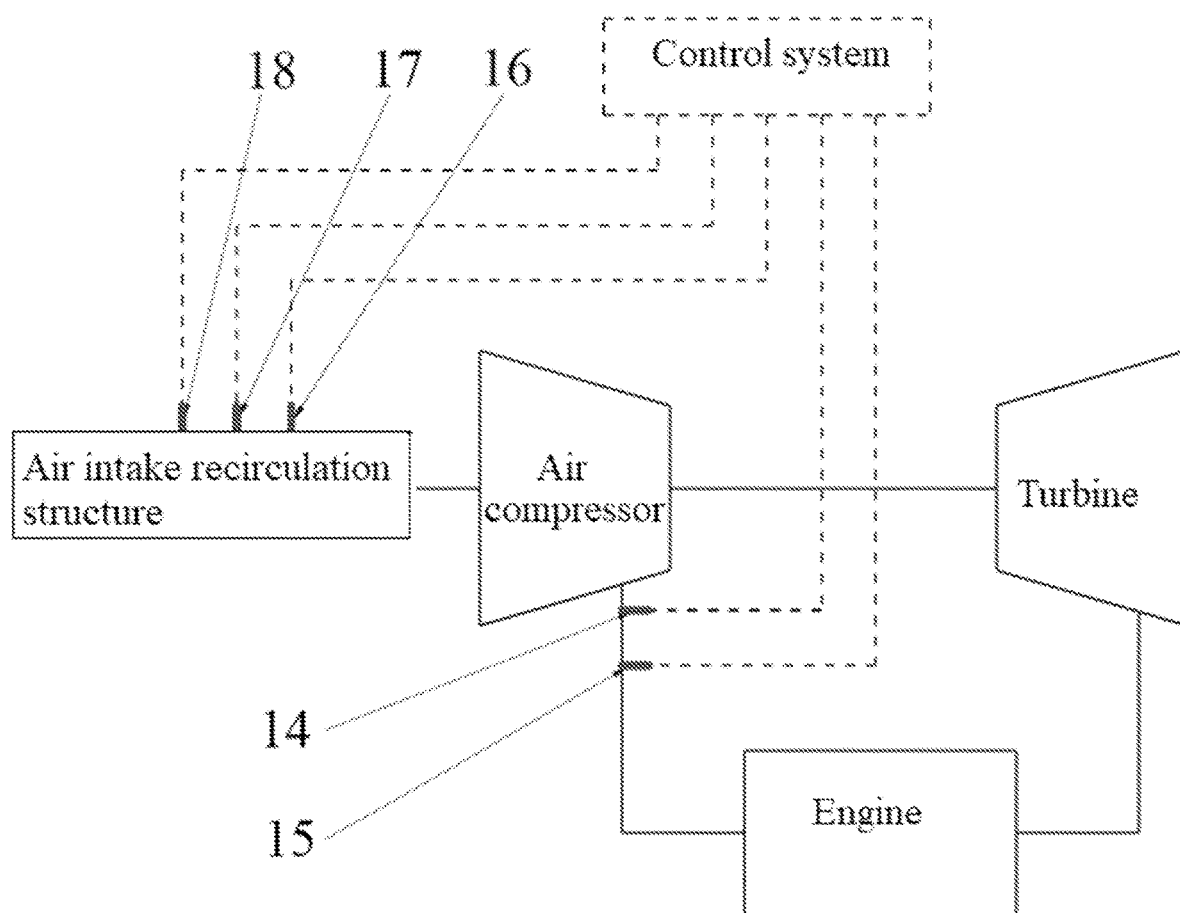 18
17
16
Control system
Air intake recirculation
structure
Air
compressor
Turbine
14
15
Engine